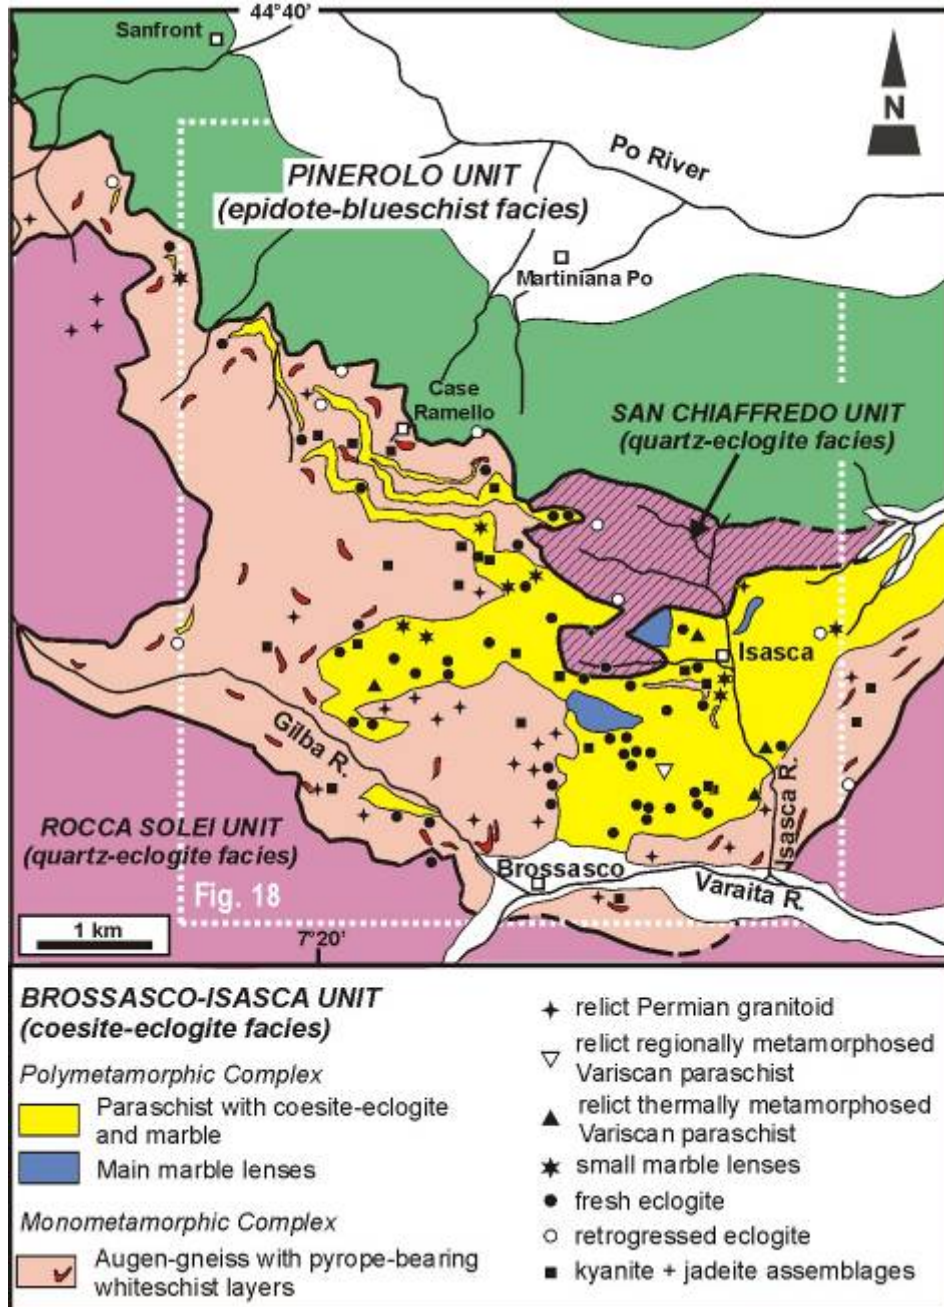 44°40'
Sanfront
N
Po River
PINEROLO UNIT
(epidote-blueschist facies)
Martiniana Po
Case
Ramello
SAN CHIAFFREDO UNIT
(quartz-eclogite facies)
Isasca
Gilba R.
Isasca R.
ROCCA SOLEI UNIT
(quartz-eclogite facies)
Brossasco
Varaita R.
Fig. 18
1 km
7°20'
BROSSASCO-ISASCA UNIT
(coesite-eclogite facies)
Polymetamorphic Complex
Paraschist with coesite-eclogite
and marble
Main marble lenses
Monometamorphic Complex
Augen-gneiss with pyrope-bearing
whiteschist layers
relict Permian granitoid
relict regionally metamorphosed
Variscan paraschist
relict thermally metamorphosed
Variscan paraschist
small marble lenses
fresh eclogite
retrogressed eclogite
kyanite + jadeite assemblages